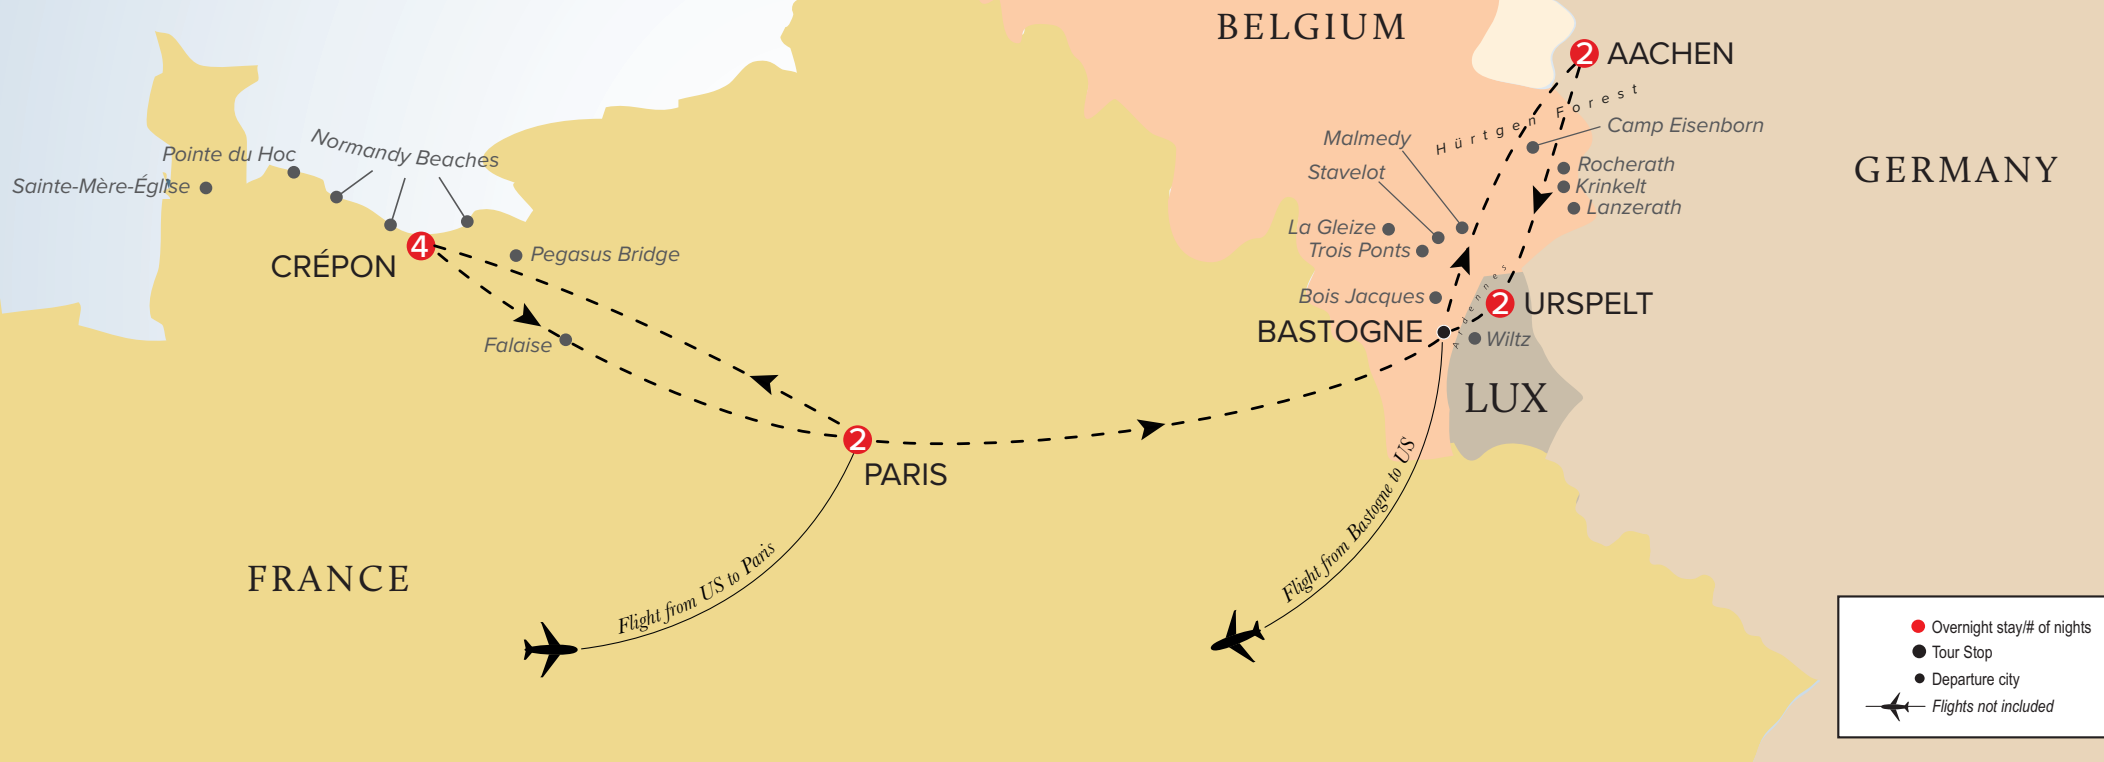 BELGIUM
2 AACHEN
Hürtgen Forest
Camp Eisenborn
Normandy Beaches
Malmedy
Pointe du Hoc
Rocherath
GERMANY
Stavelot
Sainte-Mère-Église
Krinkelt
Lanzerath
La Gleize
4
Trois Ponts
Pegasus Bridge
CRÉPON
Ardennes
Bois Jacques
2 URSPELT
BASTOGNE
Wiltz
Falaise
LUX
2
PARIS
Flight from Bastogne to US
Flight from US to Paris
FRANCE
Overnight stay/# of nights
Tour Stop
Departure city
Flights not included